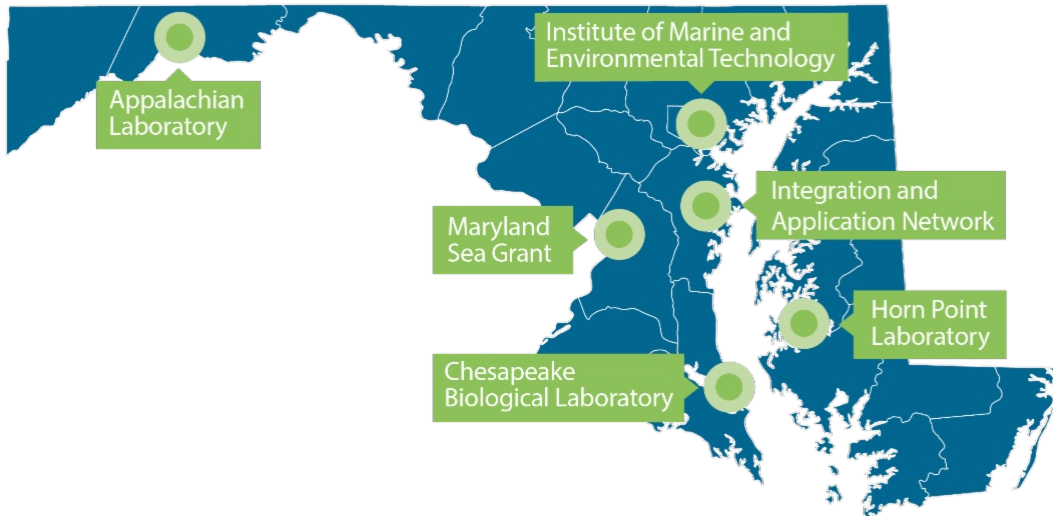 Institute of Marine and
Environmental Technology
Appalachian
Laboratory
Integration and
Application Network
Maryland
Sea Grant
Horn Point
Laboratory
Chesapeake
Biological Laboratory